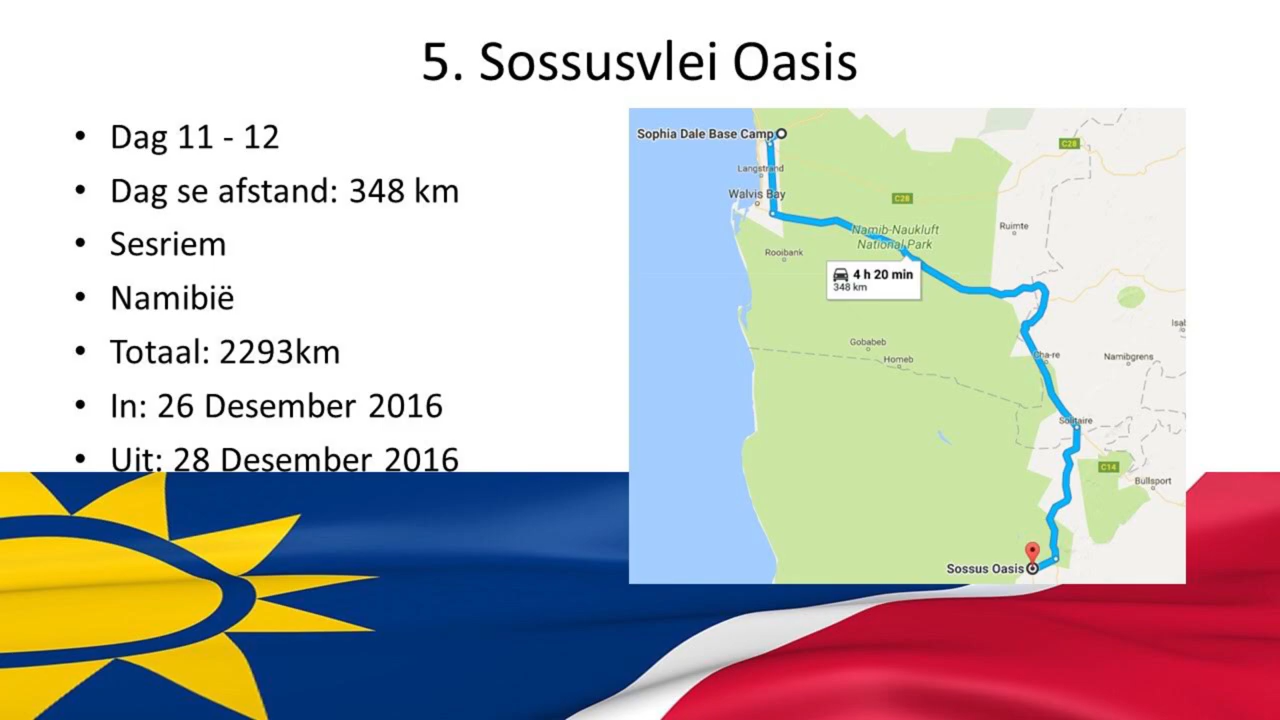 5. Sossusvlei Oasis
• Dag 11 - 12
• Dag se afstand: 348 km
• Sesriem
• Namibië
• Totaal: 2293km
• In: 26 Desember 2016
• Uit: 28 Desember 2016
Sophia Dale Base Camp
C28
Langstrand
Walvis Bay
C28
Namib-Naukluft
National Park
Ruimte
Rooibank
4 h 20 min
348 km
Gobabeb
Homeb
Cha-re
Namibgrens
Solitaire
C14
Bullsport
Sossus Oasis